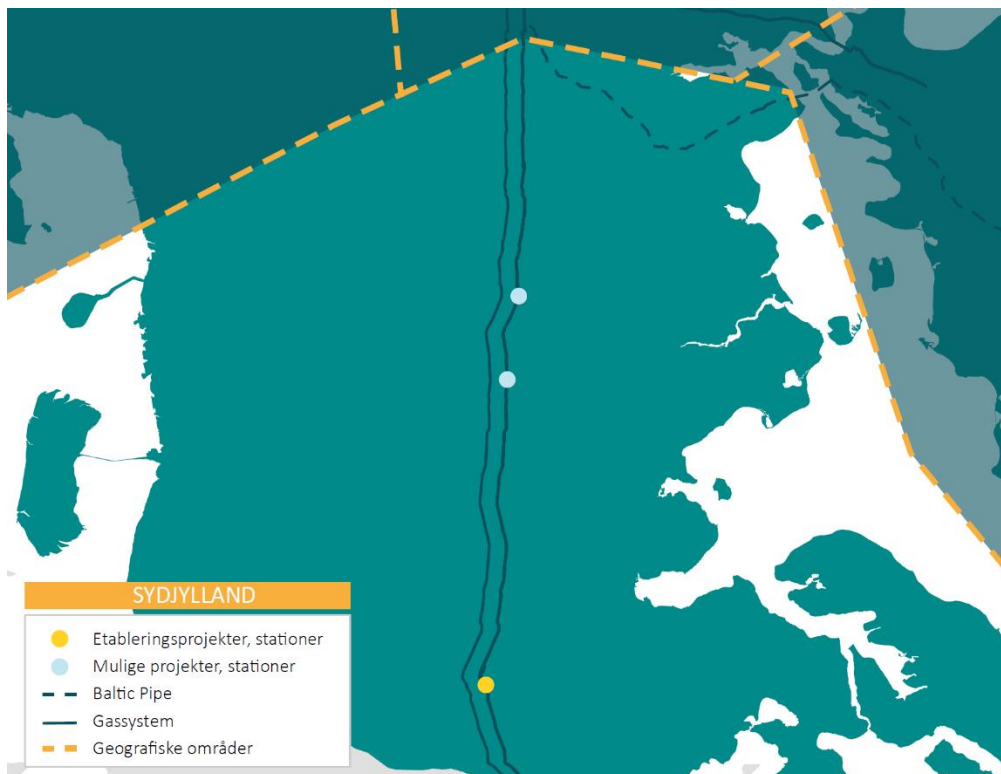 SYDJYLLAND
Etableringsprojekter, stationer
Mulige projekter, stationer
Baltic Pipe
Gassystem
Geografiske områder